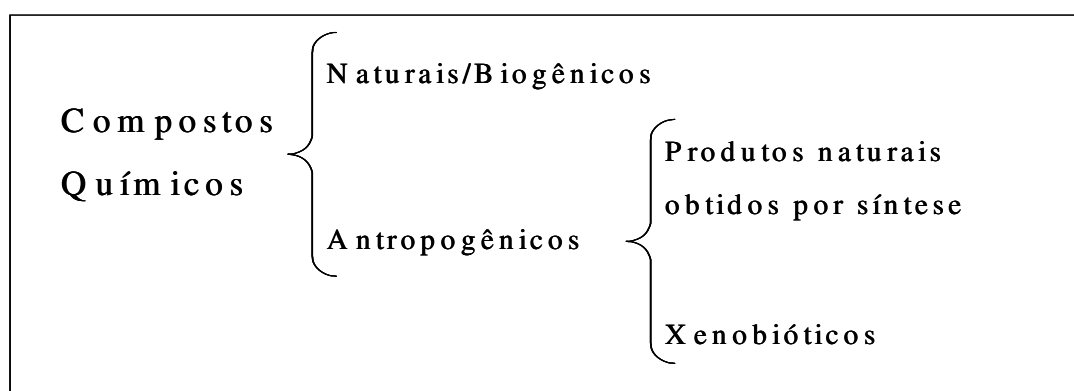 Compostos
Químicos
Naturais/Biogênicos
Antropogênicos
Produtos naturais
obtidos por síntese
Xenobióticos